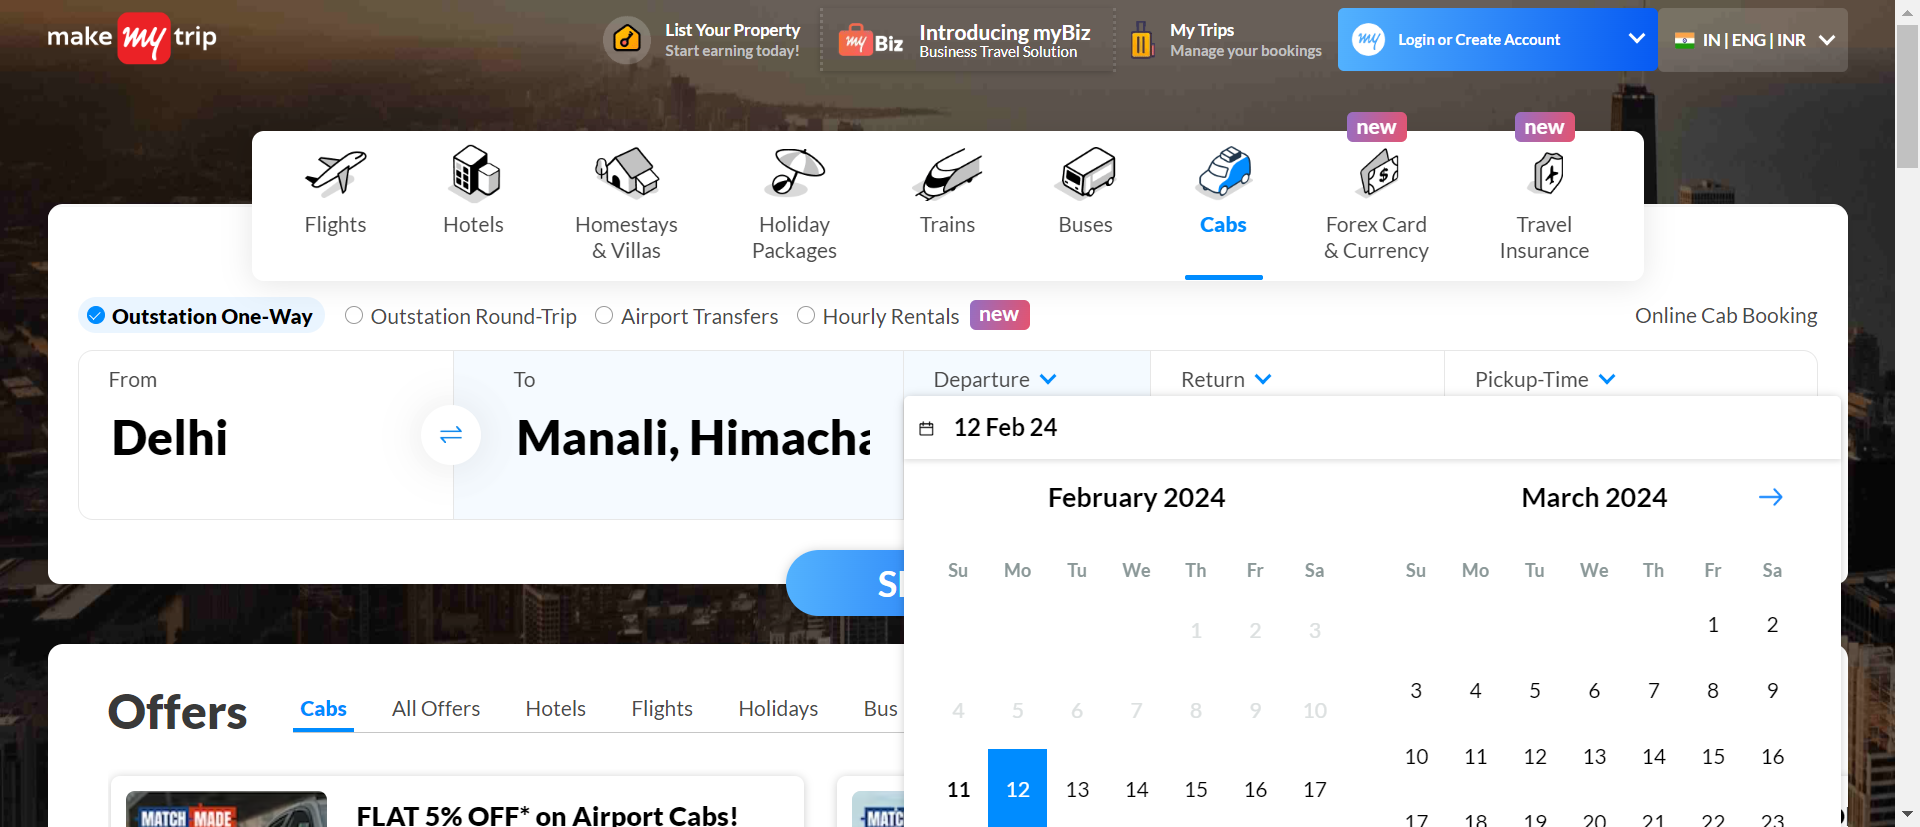 make my trip
List Your Property
Start earning today!
my Biz
Introducing myBiz
Business Travel Solution
My Trips
Manage your bookings
my
Login or Create Account
IN | ENG | INR
new
new
Flights
Hotels
Homestays
& Villas
Holiday
Packages
Trains
Buses
Cabs
Forex Card
& Currency
Travel
Insurance
Outstation One-Way
Outstation Round-Trip
Airport Transfers
Hourly Rentals
new
Online Cab Booking
From
To
Departure
Return
Pickup-Time
Delhi
Manali, Himacha
12 Feb 24
February 2024
March 2024
Su Mo Tu We Th Fr Sa
1 2 3
4 5 6 7 8 9 10
11 12 13 14 15 16 17
Su Mo Tu We Th Fr Sa
1 2
3 4 5 6 7 8 9
10 11 12 13 14 15 16
17 18 19 20 21 22 23
Offers
Cabs
All Offers
Hotels
Flights
Holidays
Bus
MATCH MADE
FLAT 5% OFF* on Airport Cabs!
MATC